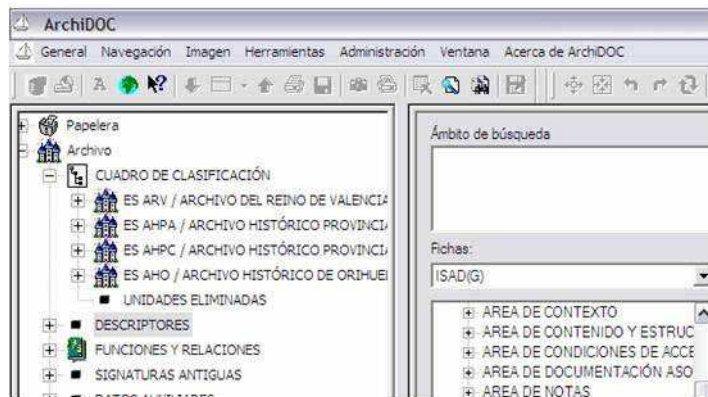 ArchiDOC
General Navegación Imagen Herramientas Administración Ventana Acerca de ArchiDOC
Papelera
Archivo
CUADRO DE CLASIFICACIÓN
ES ARV / ARCHIVO DEL REINO DE VALENCIA
ES AHPA / ARCHIVO HISTÓRICO PROVINCI
ES AHPC / ARCHIVO HISTÓRICO PROVINCI
ES AHO / ARCHIVO HISTÓRICO DE ORIHUE
UNIDADES ELIMINADAS
DESCRIPTORES
FUNCIONES Y RELACIONES
SIGNATURAS ANTIGUAS
DATOS AUXILIARES
Ámbito de búsqueda
Fichas:
ISAD(G)
AREA DE CONTEXTO
AREA DE CONTENIDO Y ESTRUC
AREA DE CONDICIONES DE ACCE
AREA DE DOCUMENTACIÓN ASO
AREA DE NOTAS